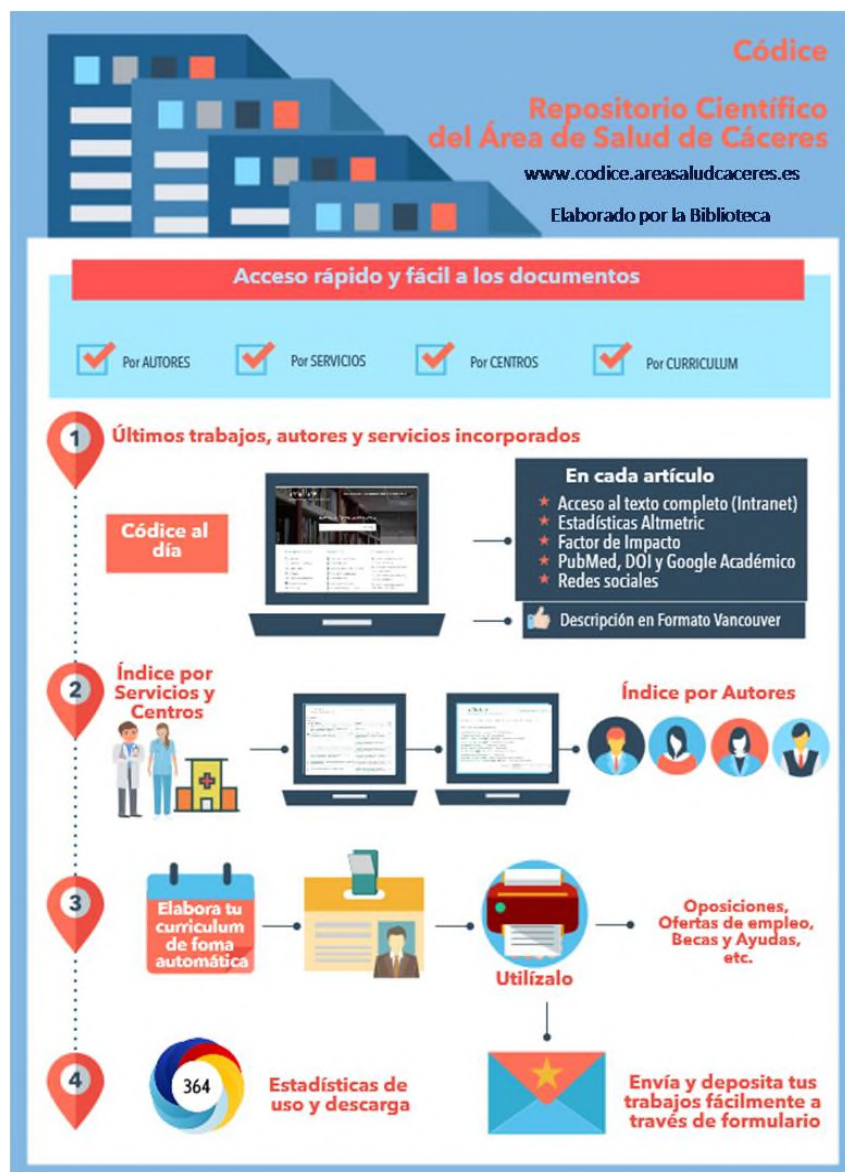 Códice
Repositorio Científico
del Área de Salud de Cáceres
www.codice.areasaludcaceres.es
Elaborado por la Biblioteca
Acceso rápido y fácil a los documentos
Por AUTORES
Por SERVICIOS
Por CENTROS
Por CURRICULUM
1
Últimos trabajos, autores y servicios incorporados
Códice al
día
En cada artículo
Acceso al texto completo (Intranet)
Estadísticas Altmetric
Factor de Impacto
PubMed, DOI y Google Académico
Redes sociales
Descripción en Formato Vancouver
2
Índice por
Servicios y
Centros
Índice por Autores
3
Elabora tu
curriculum
de foma
automática
Utilízalo
Oposiciones,
Ofertas de empleo,
Becas y Ayudas,
etc.
4
364
Estadísticas de
uso y descarga
Envía y deposita tus
trabajos fácilmente a
través de formulario